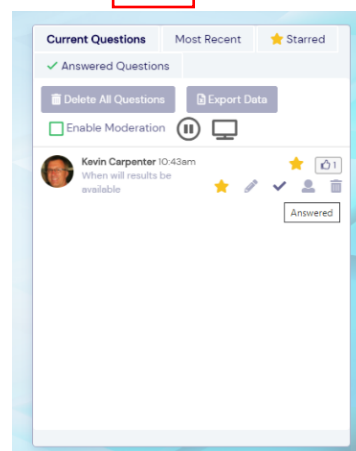 Current Questions Most Recent Starred
Answered Questions
Delete All Questions Export Data
Enable Moderation
Kevin Carpenter 10:43am
1
When will results be
available
Answered